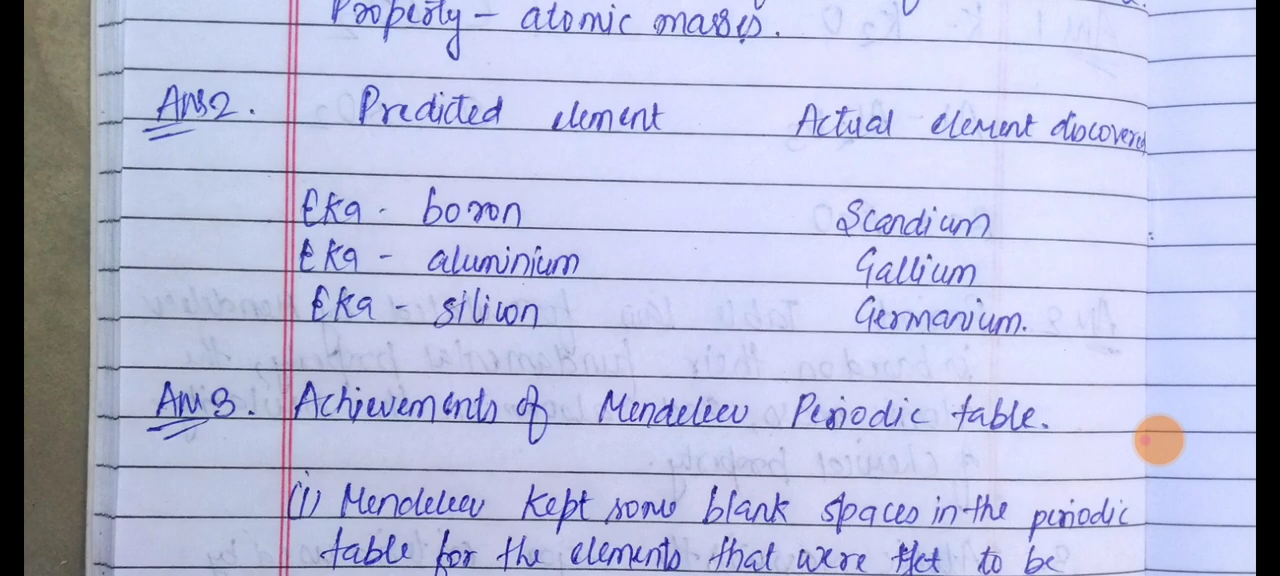 Property - atomic masses.
Ans2. Predicted element Actual element discovered
Eka - boron Scandium
Eka - aluminium Gallium
Eka - silicon Germanium.
Ans 3. Achievements of Mendeleev Periodic table.
(i) Mendeleev kept some blank spaces in the periodic
table for the elements that were yet to be